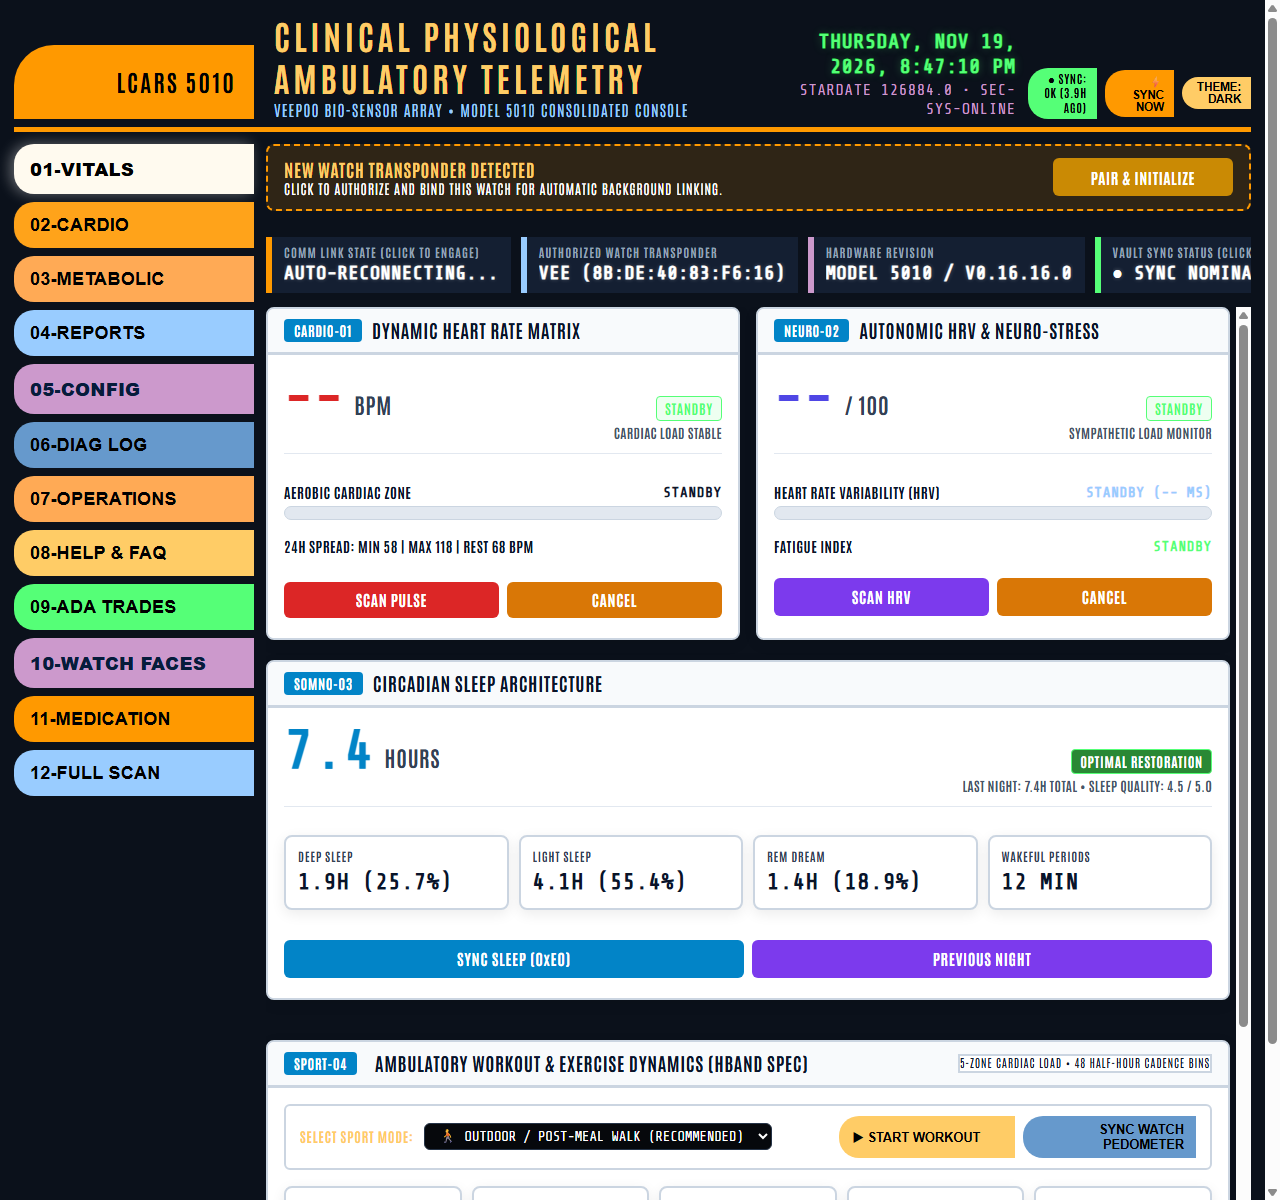 LCARS 5010
CLINICAL PHYSIOLOGICAL
AMBULATORY TELEMETRY
VEEPOO BIO-SENSOR ARRAY • MODEL 5010 CONSOLIDATED CONSOLE
THURSDAY, NOV 19,
2026, 8:47:10 PM
STARDATE 126884.0 · SEC-
SYS-ONLINE
● SYNC:
OK (3.9H
AGO)
SYNC
NOW
THEME:
DARK
01-VITALS
02-CARDIO
03-METABOLIC
04-REPORTS
05-CONFIG
06-DIAG LOG
07-OPERATIONS
08-HELP & FAQ
09-ADA TRADES
10-WATCH FACES
11-MEDICATION
12-FULL SCAN
NEW WATCH TRANSPONDER DETECTED
CLICK TO AUTHORIZE AND BIND THIS WATCH FOR AUTOMATIC BACKGROUND LINKING.
PAIR & INITIALIZE
COMM LINK STATE (CLICK TO ENGAGE)
AUTO-RECONNECTING...
AUTHORIZED WATCH TRANSPONDER
VEE (8B:DE:40:83:F6:16)
HARDWARE REVISION
MODEL 5010 / V0.16.16.0
VAULT SYNC STATUS (CLICK
● SYNC NOMINA
CARDIO-01 DYNAMIC HEART RATE MATRIX
-- BPM
STANDBY
CARDIAC LOAD STABLE
AEROBIC CARDIAC ZONE STANDBY
24H SPREAD: MIN 58 | MAX 118 | REST 68 BPM
SCAN PULSE
CANCEL
NEURO-02 AUTONOMIC HRV & NEURO-STRESS
-- / 100
STANDBY
SYMPATHETIC LOAD MONITOR
HEART RATE VARIABILITY (HRV) STANDBY (-- MS)
FATIGUE INDEX STANDBY
SCAN HRV
CANCEL
SOMNO-03 CIRCADIAN SLEEP ARCHITECTURE
7.4 HOURS
OPTIMAL RESTORATION
LAST NIGHT: 7.4H TOTAL • SLEEP QUALITY: 4.5 / 5.0
DEEP SLEEP
1.9H (25.7%)
LIGHT SLEEP
4.1H (55.4%)
REM DREAM
1.4H (18.9%)
WAKEFUL PERIODS
12 MIN
SYNC SLEEP (0xE0)
PREVIOUS NIGHT
SPORT-04 AMBULATORY WORKOUT & EXERCISE DYNAMICS (HBAND SPEC)
5-ZONE CARDIAC LOAD • 48 HALF-HOUR CADENCE BINS
SELECT SPORT MODE:
OUTDOOR / POST-MEAL WALK (RECOMMENDED)
▶ START WORKOUT
SYNC WATCH
PEDOMETER